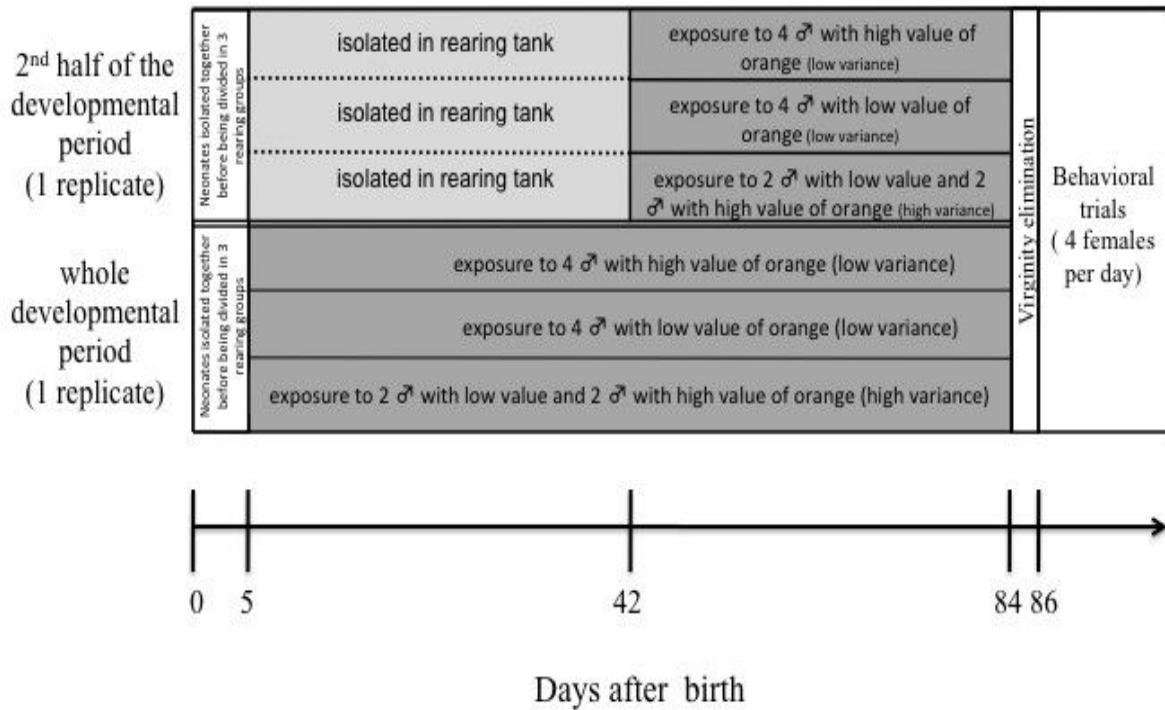 2nd half of the
developmental
period
(1 replicate)
Neonates isolated together
before being divided in 3
rearing groups
isolated in rearing tank
exposure to 4 ♂ with high value of
orange (low variance)
isolated in rearing tank
exposure to 4 ♂ with low value of
orange (low variance)
isolated in rearing tank
exposure to 2 ♂ with low value and 2
♂ with high value of orange (high variance)
whole
developmental
period
(1 replicate)
Neonates isolated together
before being divided in 3
rearing groups
exposure to 4 ♂ with high value of orange (low variance)
exposure to 4 ♂ with low value of orange (low variance)
exposure to 2 ♂ with low value and 2 ♂ with high value of orange (high variance)
Virginity elimination
Behavioral
trials
( 4 females
per day)
0 5 42 84 86
Days after birth